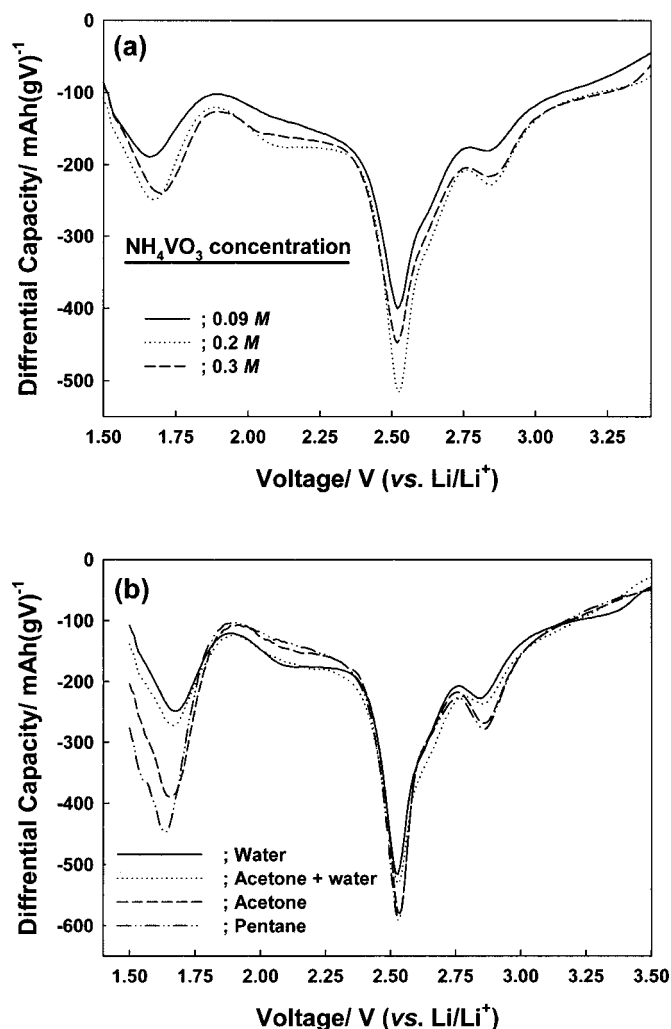 (a)
0
-100
-200
-300
-400
-500
Diffrential Capacity/ mAh(gV)⁻¹
NH₄VO₃ concentration
; 0.09 M
; 0.2 M
; 0.3 M
1.50 1.75 2.00 2.25 2.50 2.75 3.00 3.25
Voltage/ V (vs. Li/Li⁺)
(b)
0
-100
-200
-300
-400
-500
-600
Diffrential Capacity/ mAh(gV)⁻¹
; Water
; Acetone + water
; Acetone
; Pentane
1.50 1.75 2.00 2.25 2.50 2.75 3.00 3.25 3.50
Voltage/ V (vs. Li/Li⁺)